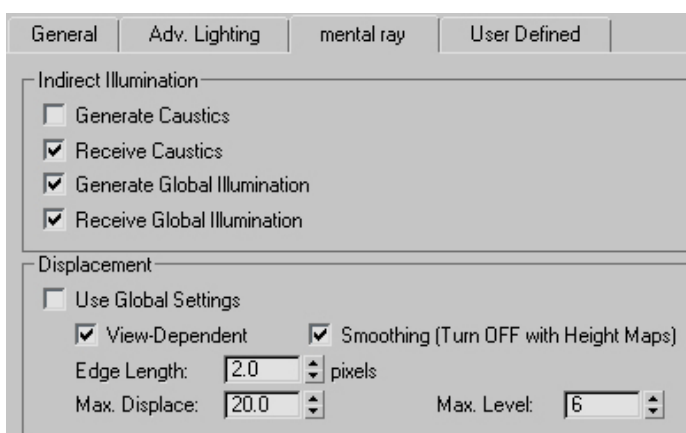 General Adv. Lighting mental ray User Defined
Indirect Illumination
Generate Caustics
Receive Caustics
Generate Global Illumination
Receive Global Illumination
Displacement
Use Global Settings
View-Dependent Smoothing (Turn OFF with Height Maps)
Edge Length: 2.0 pixels
Max. Displace: 20.0 Max. Level: 6